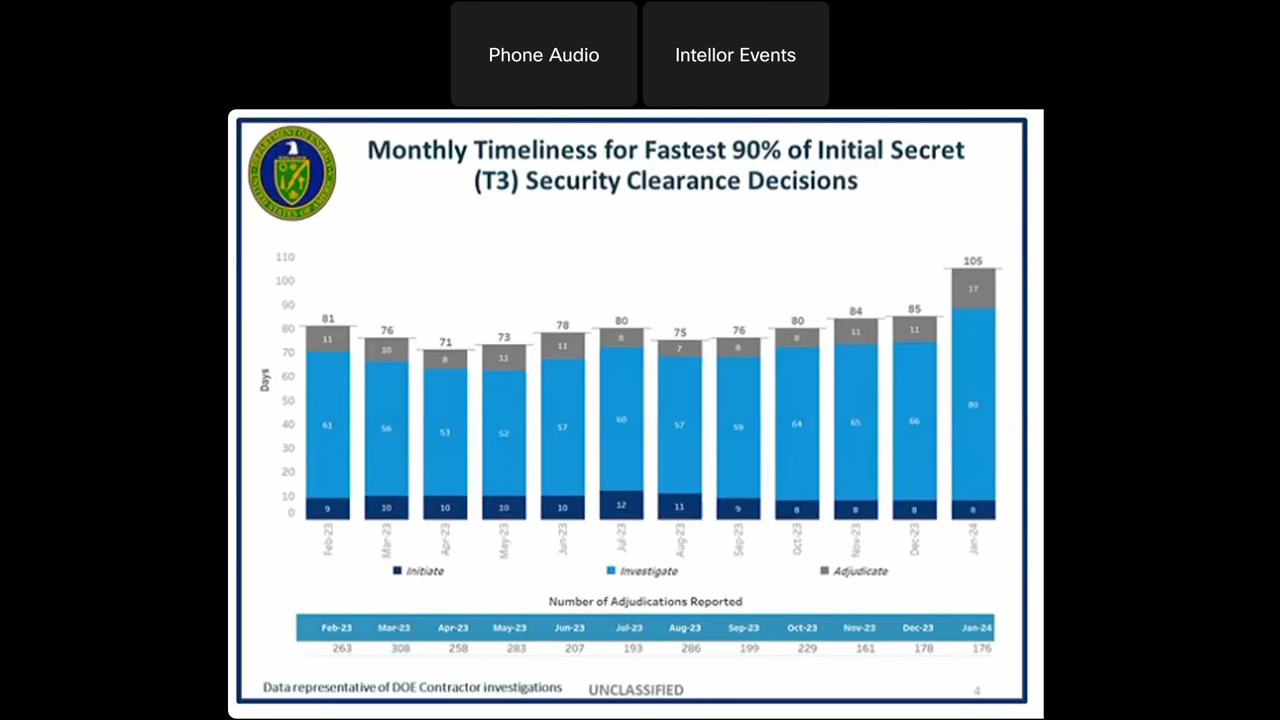 Phone Audio
Intellor Events
Monthly Timeliness for Fastest 90% of Initial Secret
(T3) Security Clearance Decisions
110
100
90
80
70
60
50
40
30
20
10
0
Days
81 76 71 73 78 80 75 76 80 84 85 105
11 10 8 11 11 8 7 8 8 11 11 17
61 56 53 52 57 60 57 59 64 65 66 80
9 10 10 10 10 12 11 9 8 8 8 8
Feb-23 Mar-23 Apr-23 May-23 Jun-23 Jul-23 Aug-23 Sep-23 Oct-23 Nov-23 Dec-23 Jan-24
Initiate Investigate Adjudicate
Number of Adjudications Reported
Feb-23 Mar-23 Apr-23 May-23 Jun-23 Jul-23 Aug-23 Sep-23 Oct-23 Nov-23 Dec-23 Jan-24
263 308 258 283 207 193 286 199 229 161 178 176
Data representative of DOE Contractor investigations
UNCLASSIFIED
4